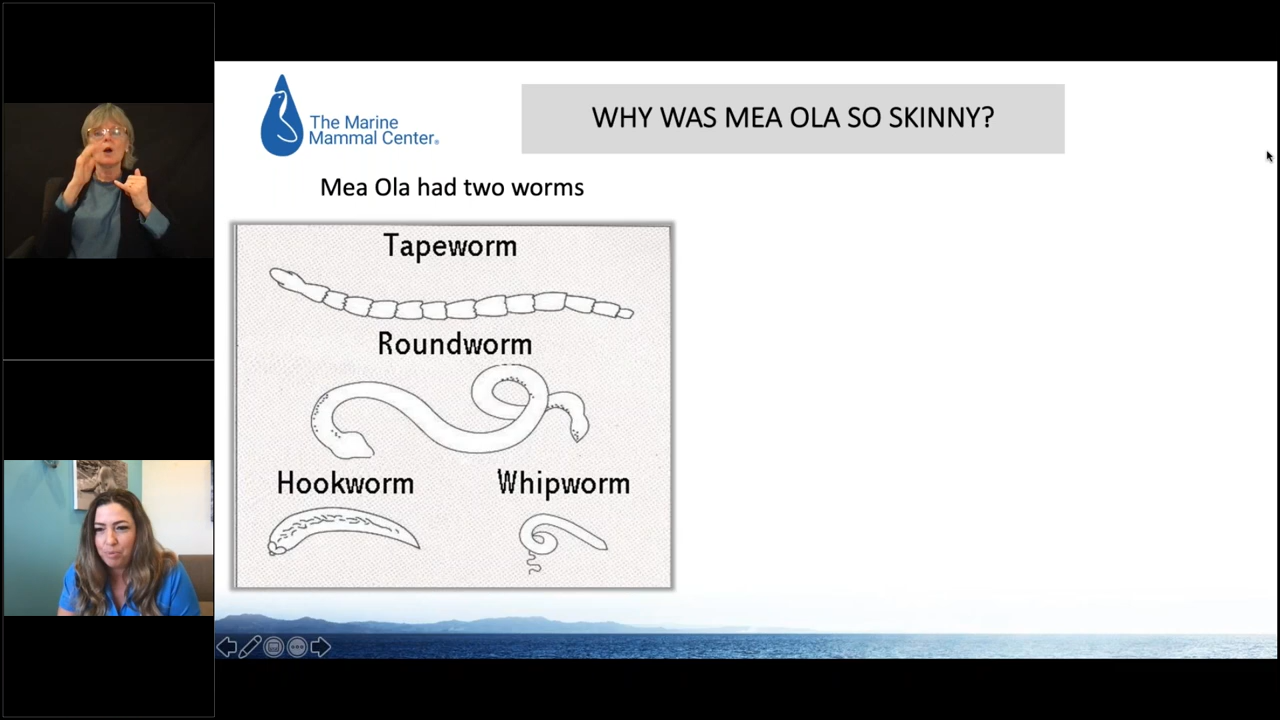 The Marine
Mammal Center®
WHY WAS MEA OLA SO SKINNY?
Mea Ola had two worms
Tapeworm
Roundworm
Hookworm
Whipworm